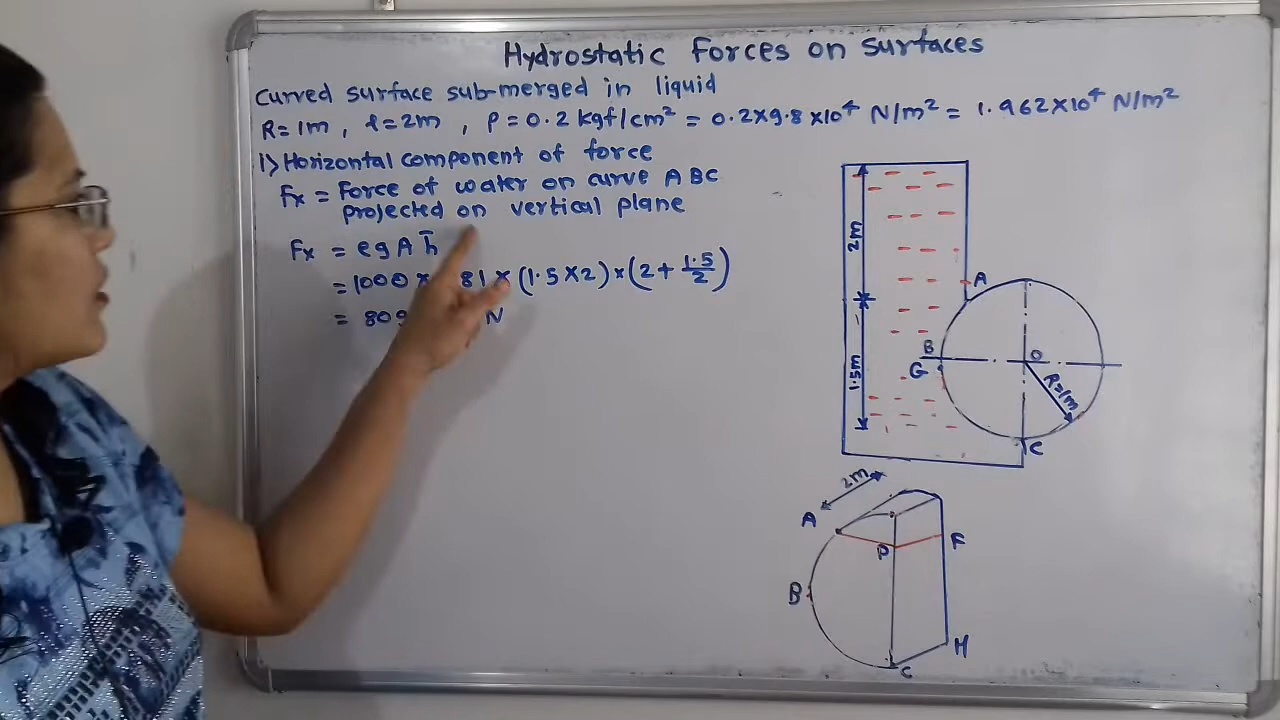 Hydrostatic Forces on Surfaces
Curved surface sub-merged in liquid
R=1m, l=2m, P=0.2 kgf/cm² = 0.2×9.8×10⁴ N/m² = 1.962×10⁴ N/m²
1) Horizontal component of force
Fx = Force of water on curve ABC
projected on vertical plane
Fx = ρgAh̄
= 1000 × 81 × (1.5×2) × (2 + 1.5/2)
= 809 N
2m
1.5m
A
B
G
O
R=1m
C
2m
A
P
F
B
H
C